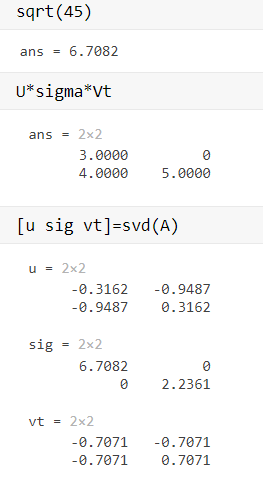 sqrt(45)
ans = 6.7082
U*sigma*Vt
ans = 2×2
3.0000 0
4.0000 5.0000
[u sig vt]=svd(A)
u = 2×2
-0.3162 -0.9487
-0.9487 0.3162
sig = 2×2
6.7082 0
0 2.2361
vt = 2×2
-0.7071 -0.7071
-0.7071 0.7071